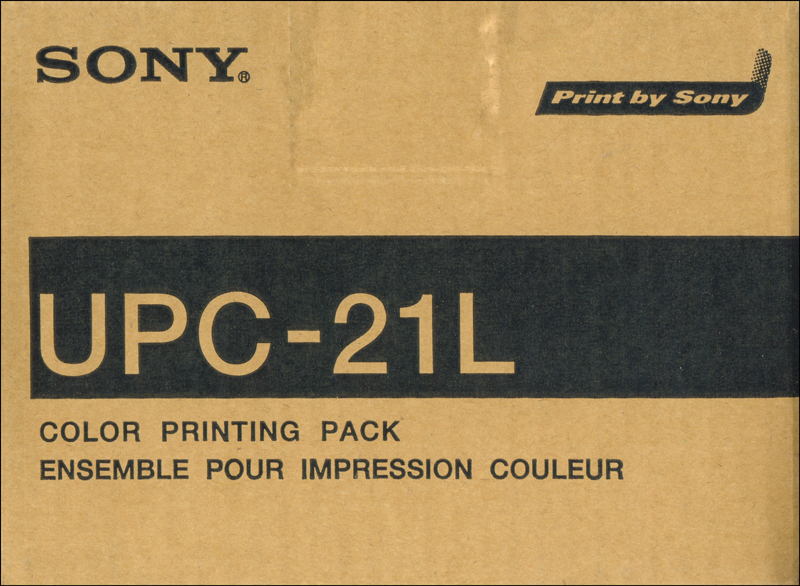 SONY®
Print by Sony
UPC-21L
COLOR PRINTING PACK
ENSEMBLE POUR IMPRESSION COULEUR